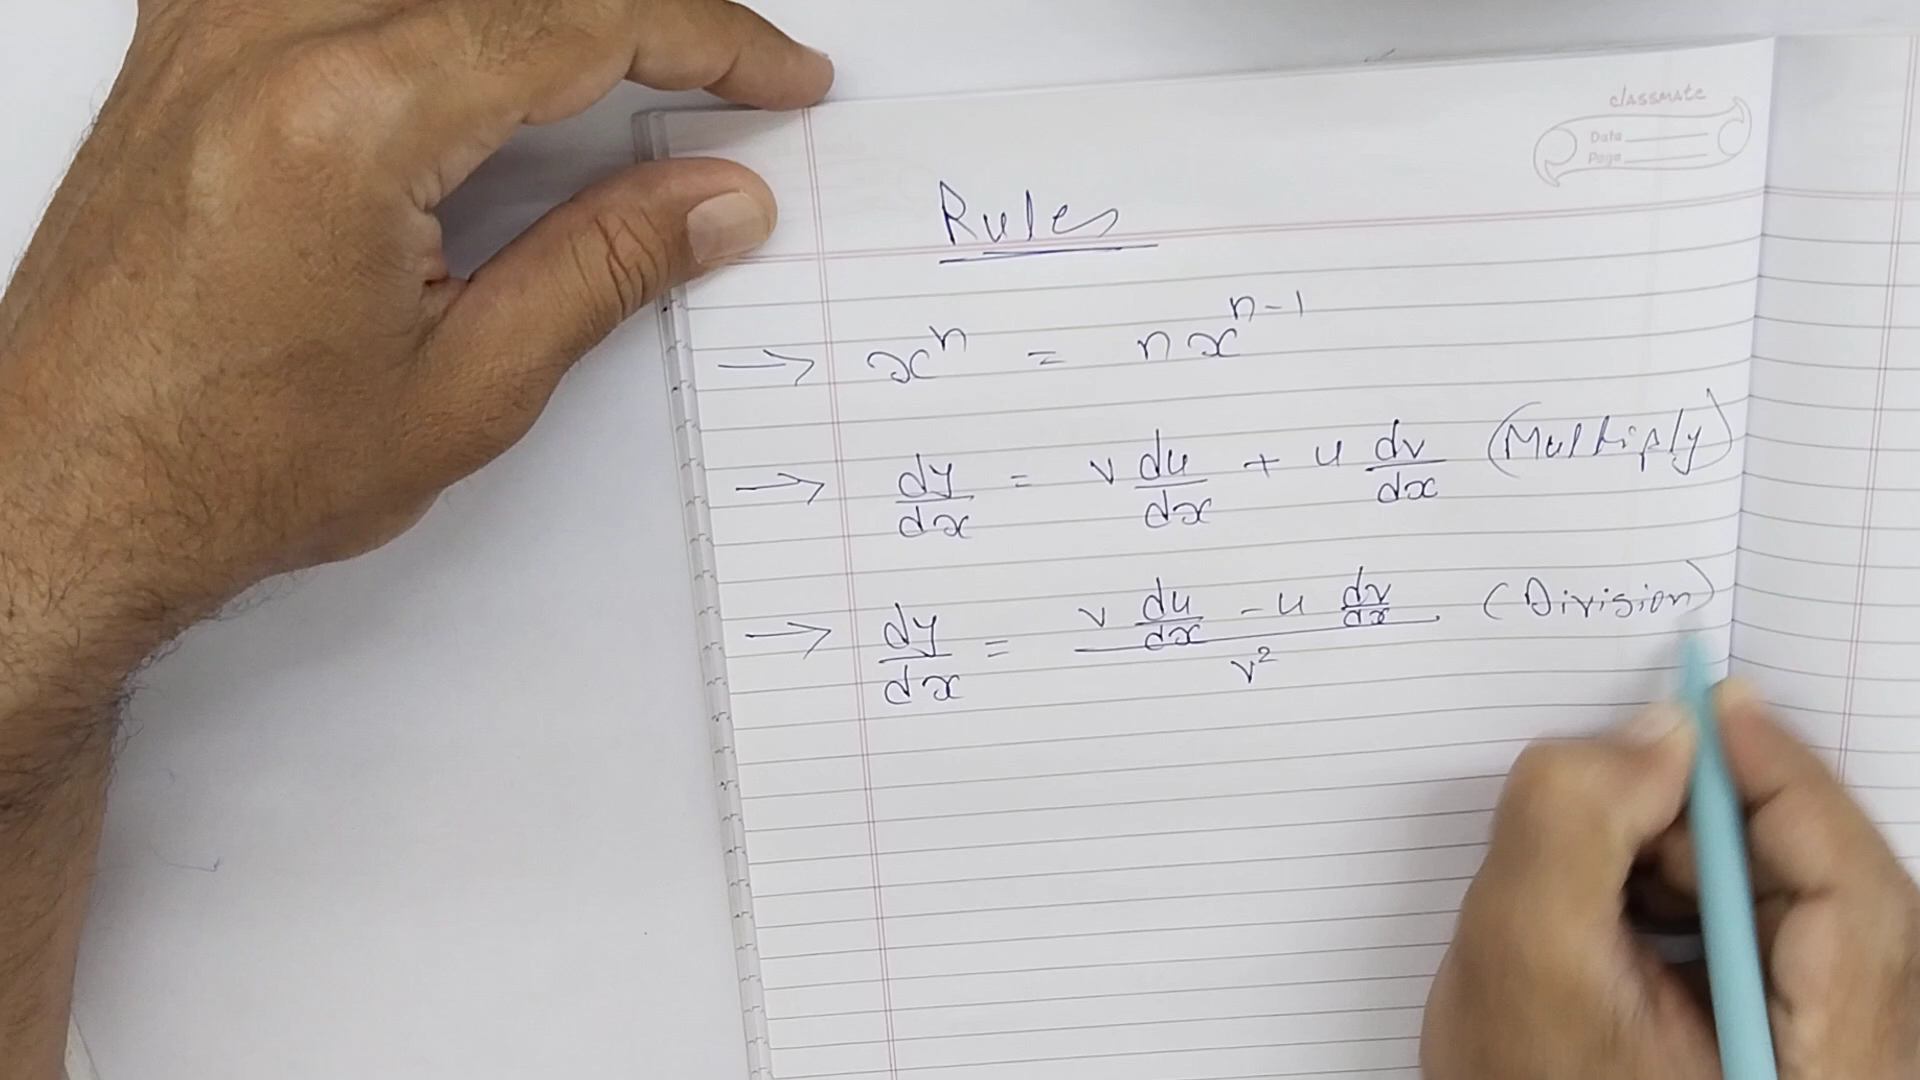 classmate
Date
Page
Rules
→ xⁿ = n xⁿ⁻¹
→ dy/dx = v du/dx + u dv/dx (Multiply)
→ dy/dx = (v du/dx - u dv/dx)/v² (Division)